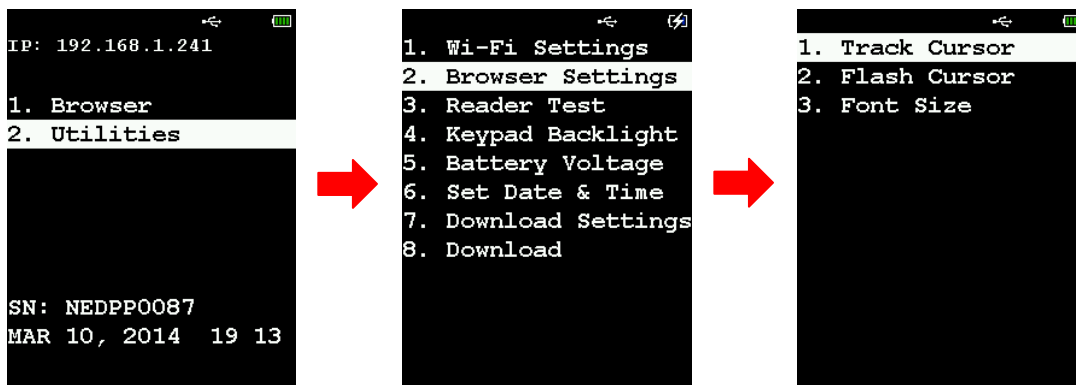 IP: 192.168.1.241
1. Browser
2. Utilities
SN: NEDPP0087
MAR 10, 2014 19 13
1. Wi-Fi Settings
2. Browser Settings
3. Reader Test
4. Keypad Backlight
5. Battery Voltage
6. Set Date & Time
7. Download Settings
8. Download
1. Track Cursor
2. Flash Cursor
3. Font Size